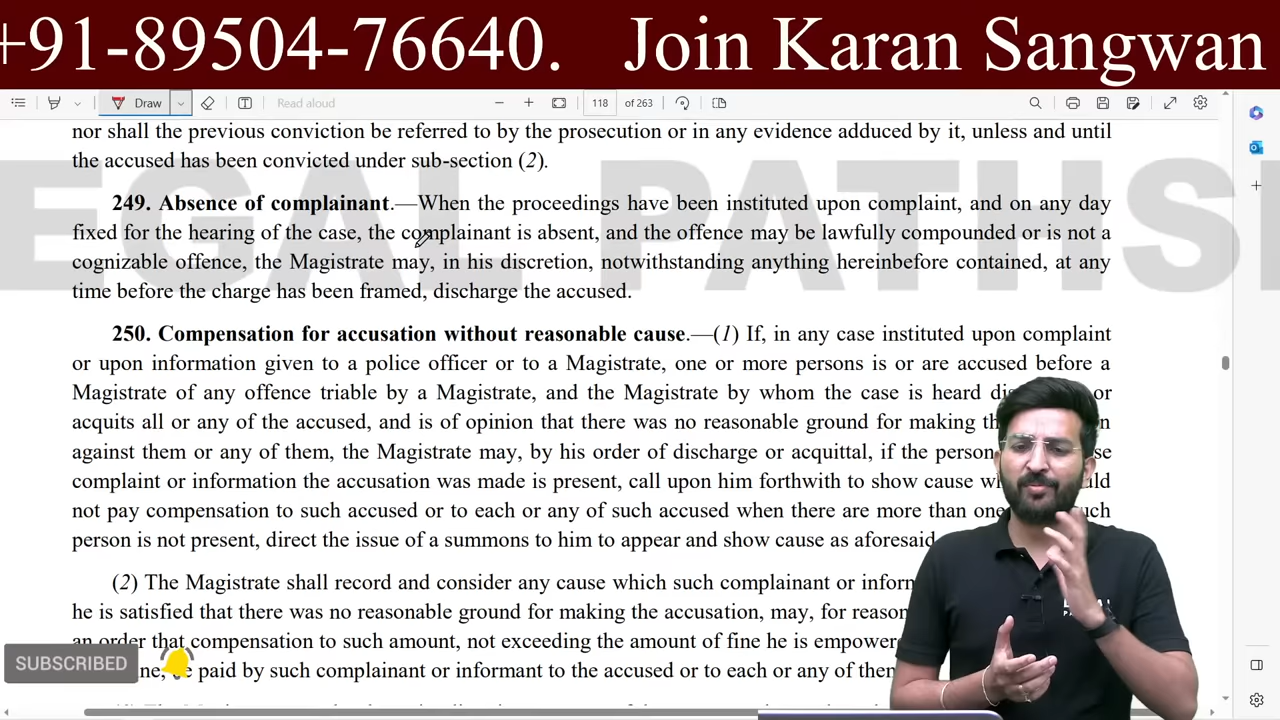 +91-89504-76640. Join Karan Sangwan
Draw
Read aloud
118 of 263
nor shall the previous conviction be referred to by the prosecution or in any evidence adduced by it, unless and until
the accused has been convicted under sub-section (2).
EGAL PATHSH
249. Absence of complainant.—When the proceedings have been instituted upon complaint, and on any day
fixed for the hearing of the case, the complainant is absent, and the offence may be lawfully compounded or is not a
cognizable offence, the Magistrate may, in his discretion, notwithstanding anything hereinbefore contained, at any
time before the charge has been framed, discharge the accused.
250. Compensation for accusation without reasonable cause.—(1) If, in any case instituted upon complaint
or upon information given to a police officer or to a Magistrate, one or more persons is or are accused before a
Magistrate of any offence triable by a Magistrate, and the Magistrate by whom the case is heard or
acquits all or any of the accused, and is of opinion that there was no reasonable ground for making
against them or any of them, the Magistrate may, by his order of discharge or acquittal, if the person
complaint or information the accusation was made is present, call upon him forthwith to show cause
not pay compensation to such accused or to each or any of such accused when there are more than one
person is not present, direct the issue of a summons to him to appear and show cause as aforesaid
(2) The Magistrate shall record and consider any cause which such complainant or
he is satisfied that there was no reasonable ground for making the accusation, may, for
an order that compensation to such amount, not exceeding the amount of fine he is
paid by such complainant or informant to the accused or to each or any of
SUBSCRIBED